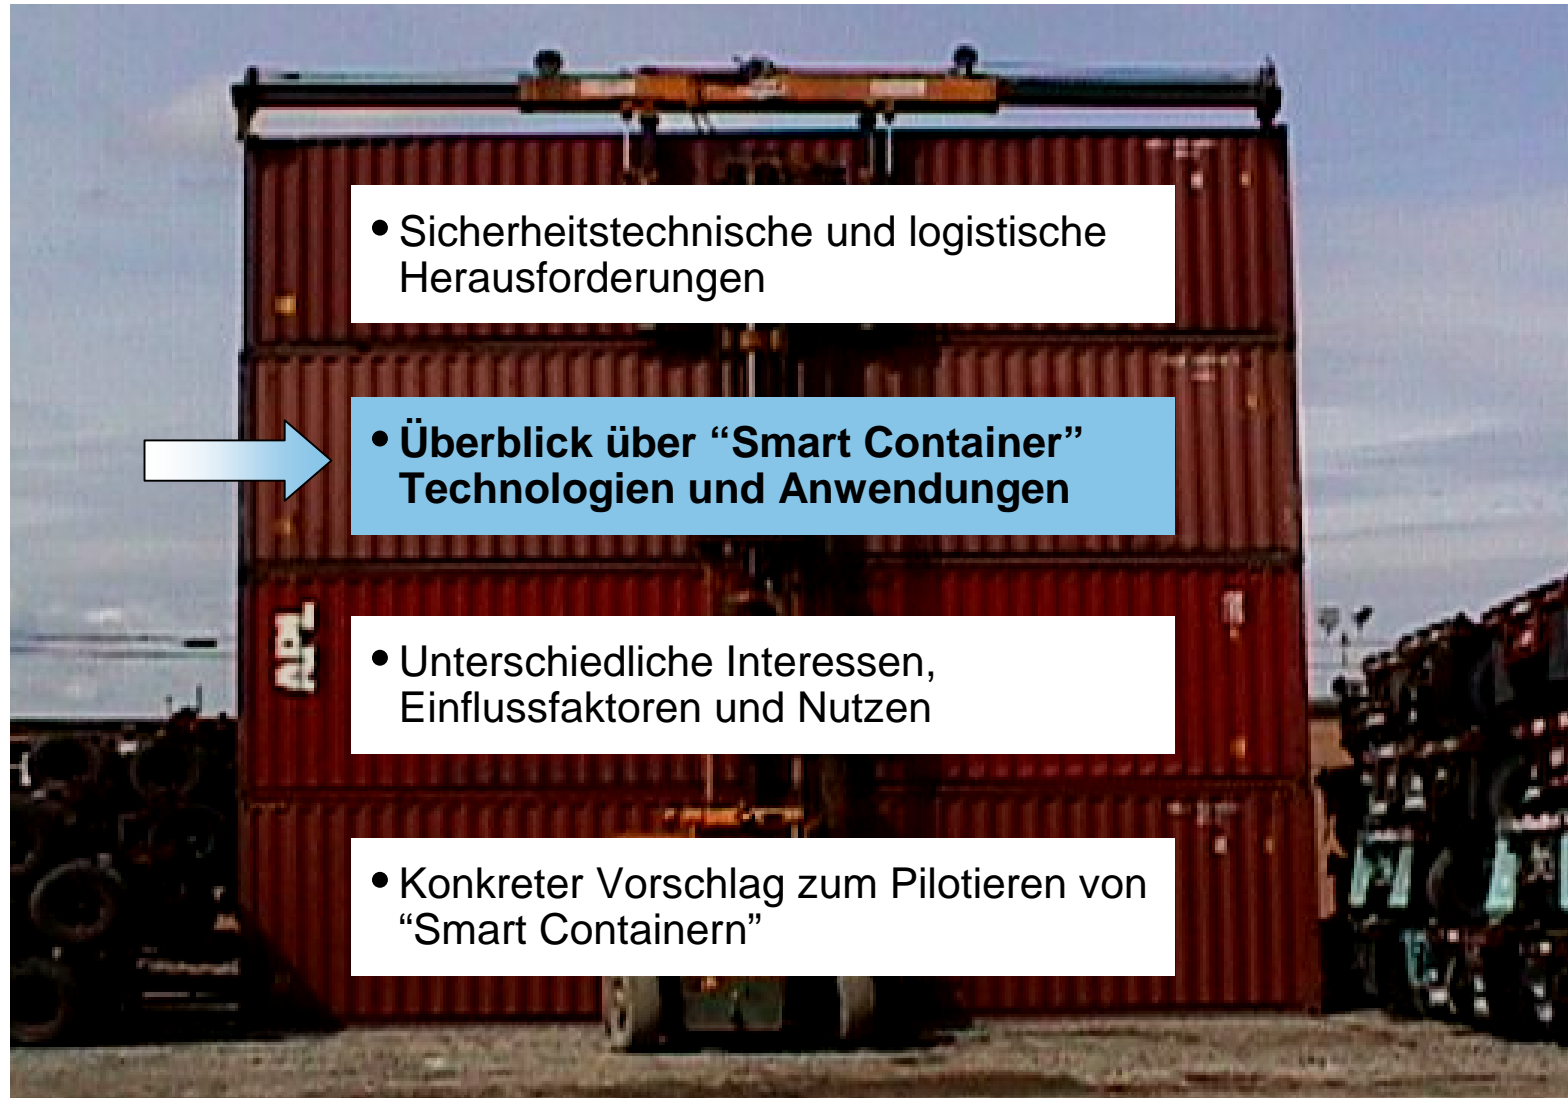 • Sicherheitstechnische und logistische
Herausforderungen
• Überblick über “Smart Container”
Technologien und Anwendungen
APL
• Unterschiedliche Interessen,
Einflussfaktoren und Nutzen
• Konkreter Vorschlag zum Pilotieren von
“Smart Containern”